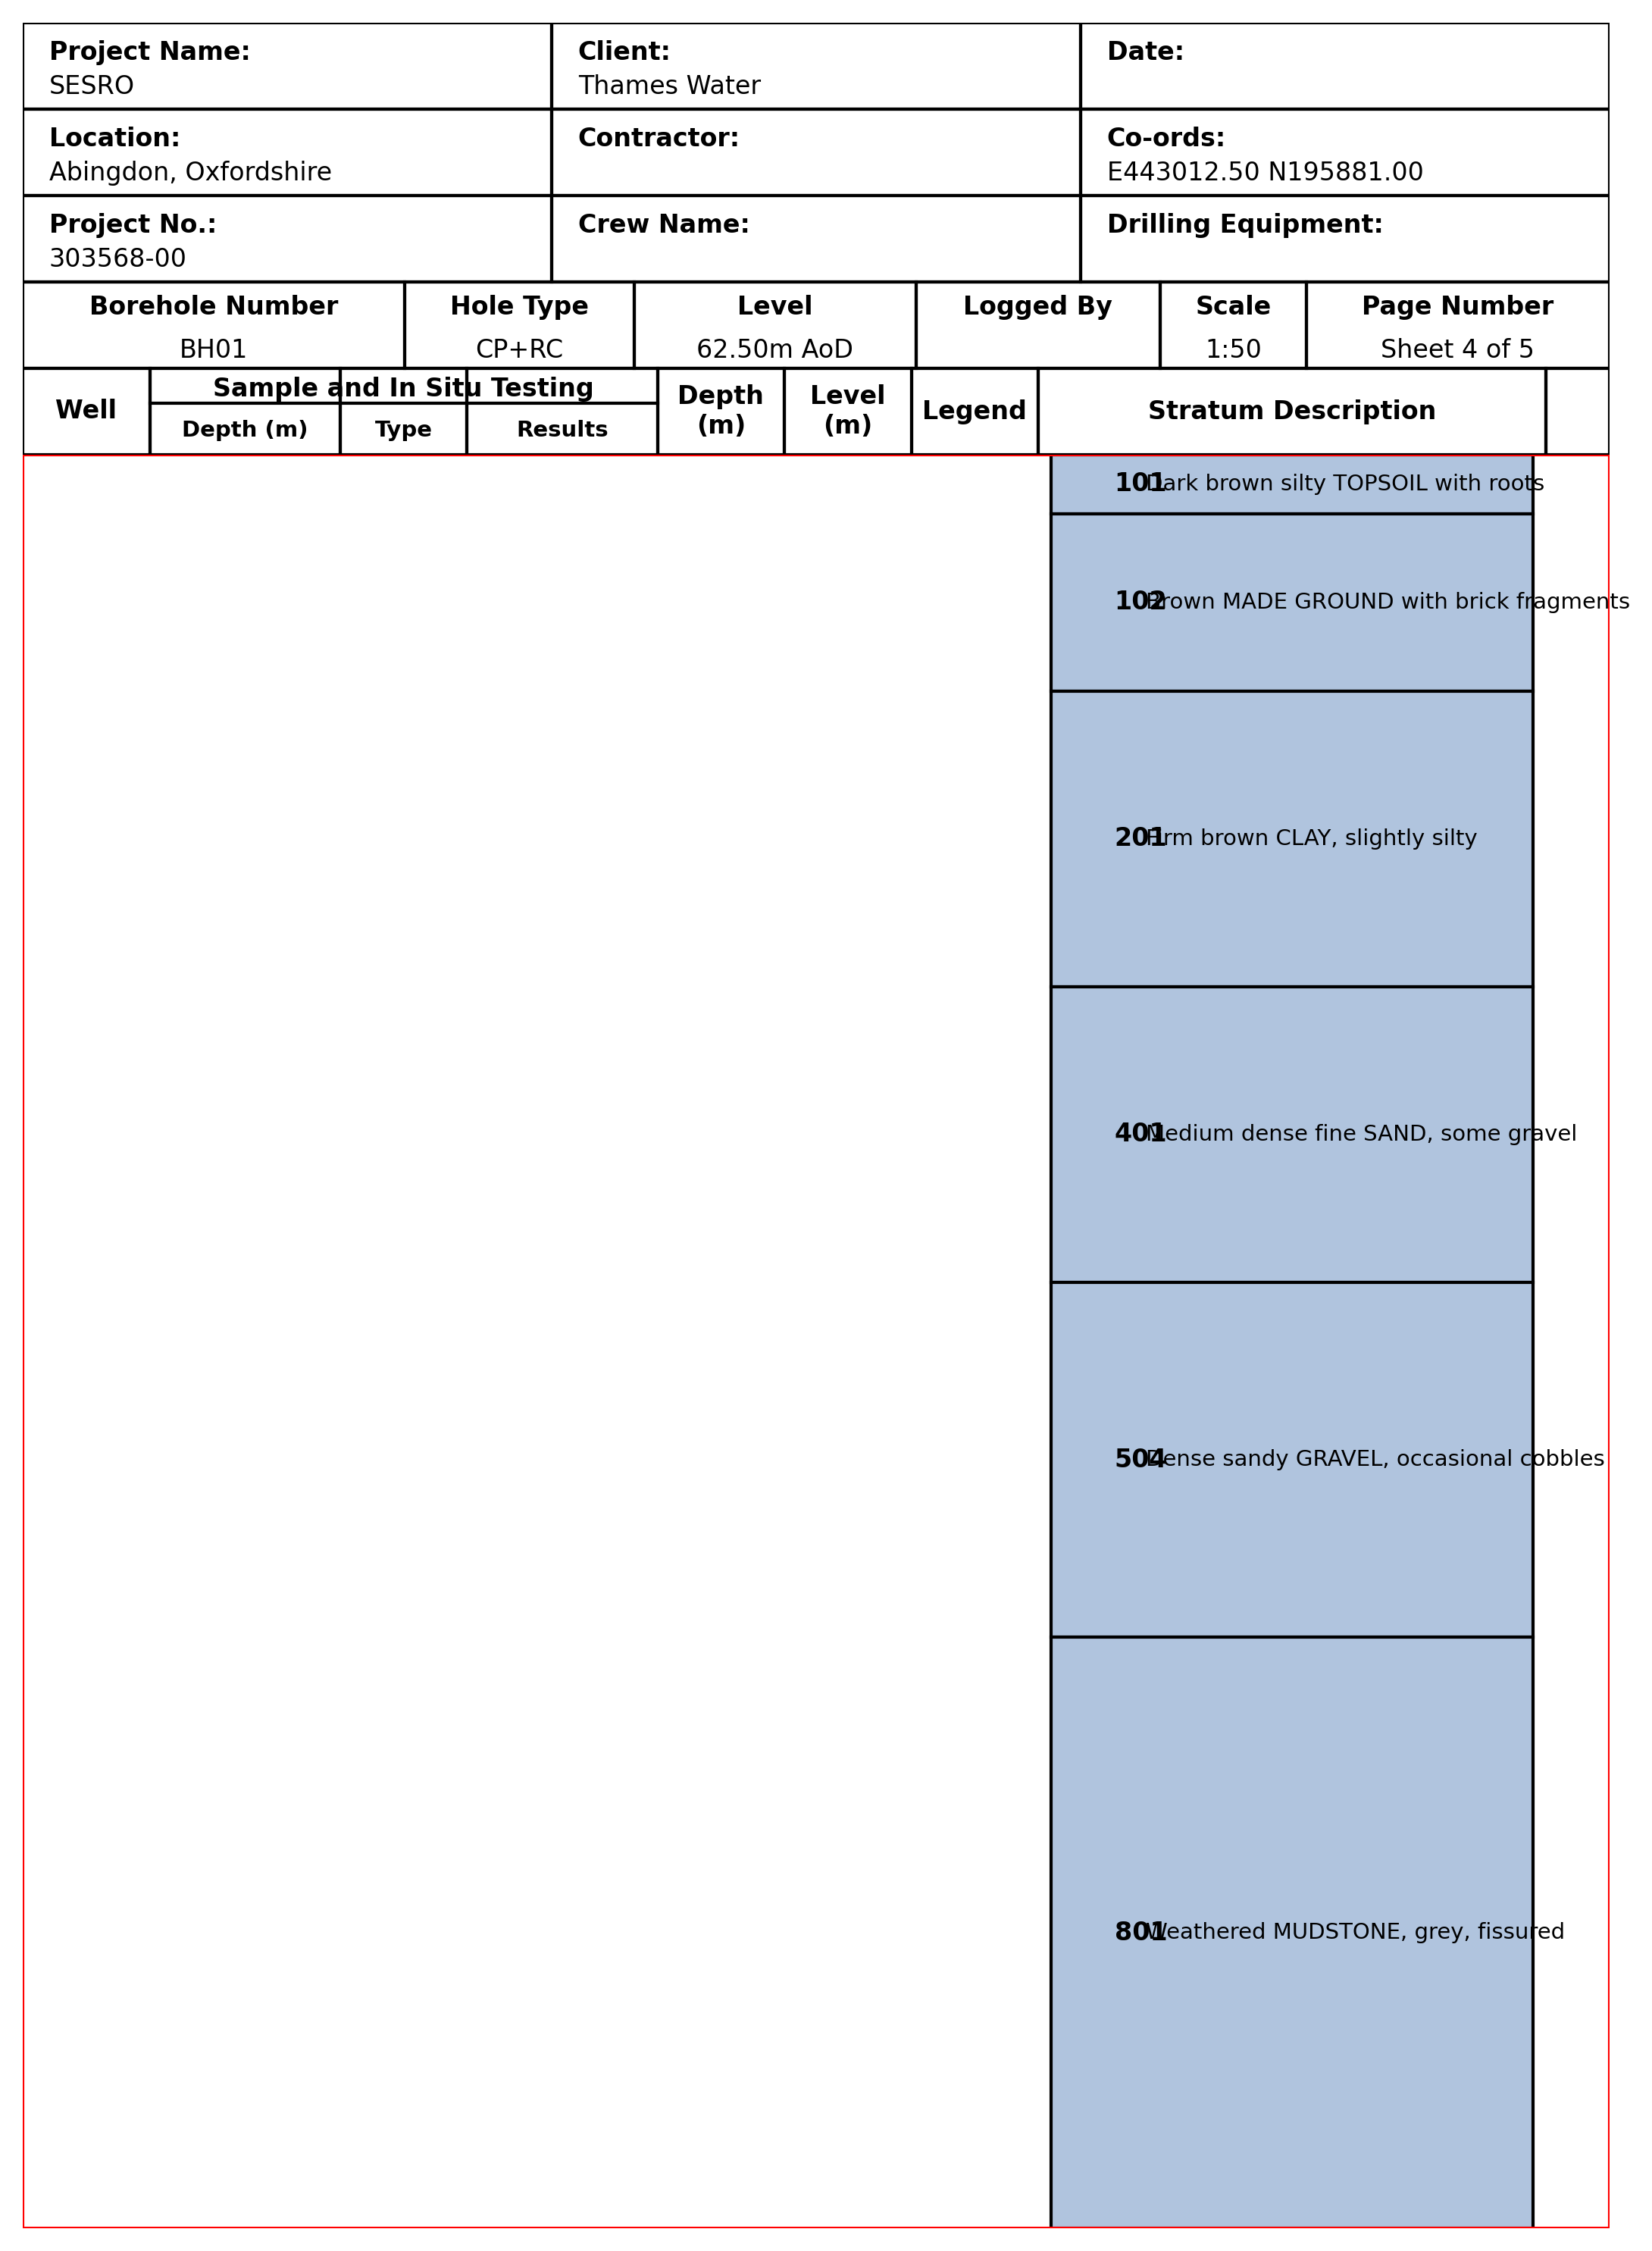 Project Name:
SESRO
Client:
Thames Water
Date:
Location:
Abingdon, Oxfordshire
Contractor:
Co-ords:
E443012.50 N195881.00
Project No.:
303568-00
Crew Name:
Drilling Equipment:
Borehole Number
BH01
Hole Type
CP+RC
Level
62.50m AoD
Logged By
Scale
1:50
Page Number
Sheet 4 of 5
Well
Sample and In Situ Testing
Depth (m)
Type
Results
Depth
(m)
Level
(m)
Legend
Stratum Description
101 Dark brown silty TOPSOIL with roots
102 Brown MADE GROUND with brick fragments
201 Firm brown CLAY, slightly silty
401 Medium dense fine SAND, some gravel
504 Dense sandy GRAVEL, occasional cobbles
801 Weathered MUDSTONE, grey, fissured